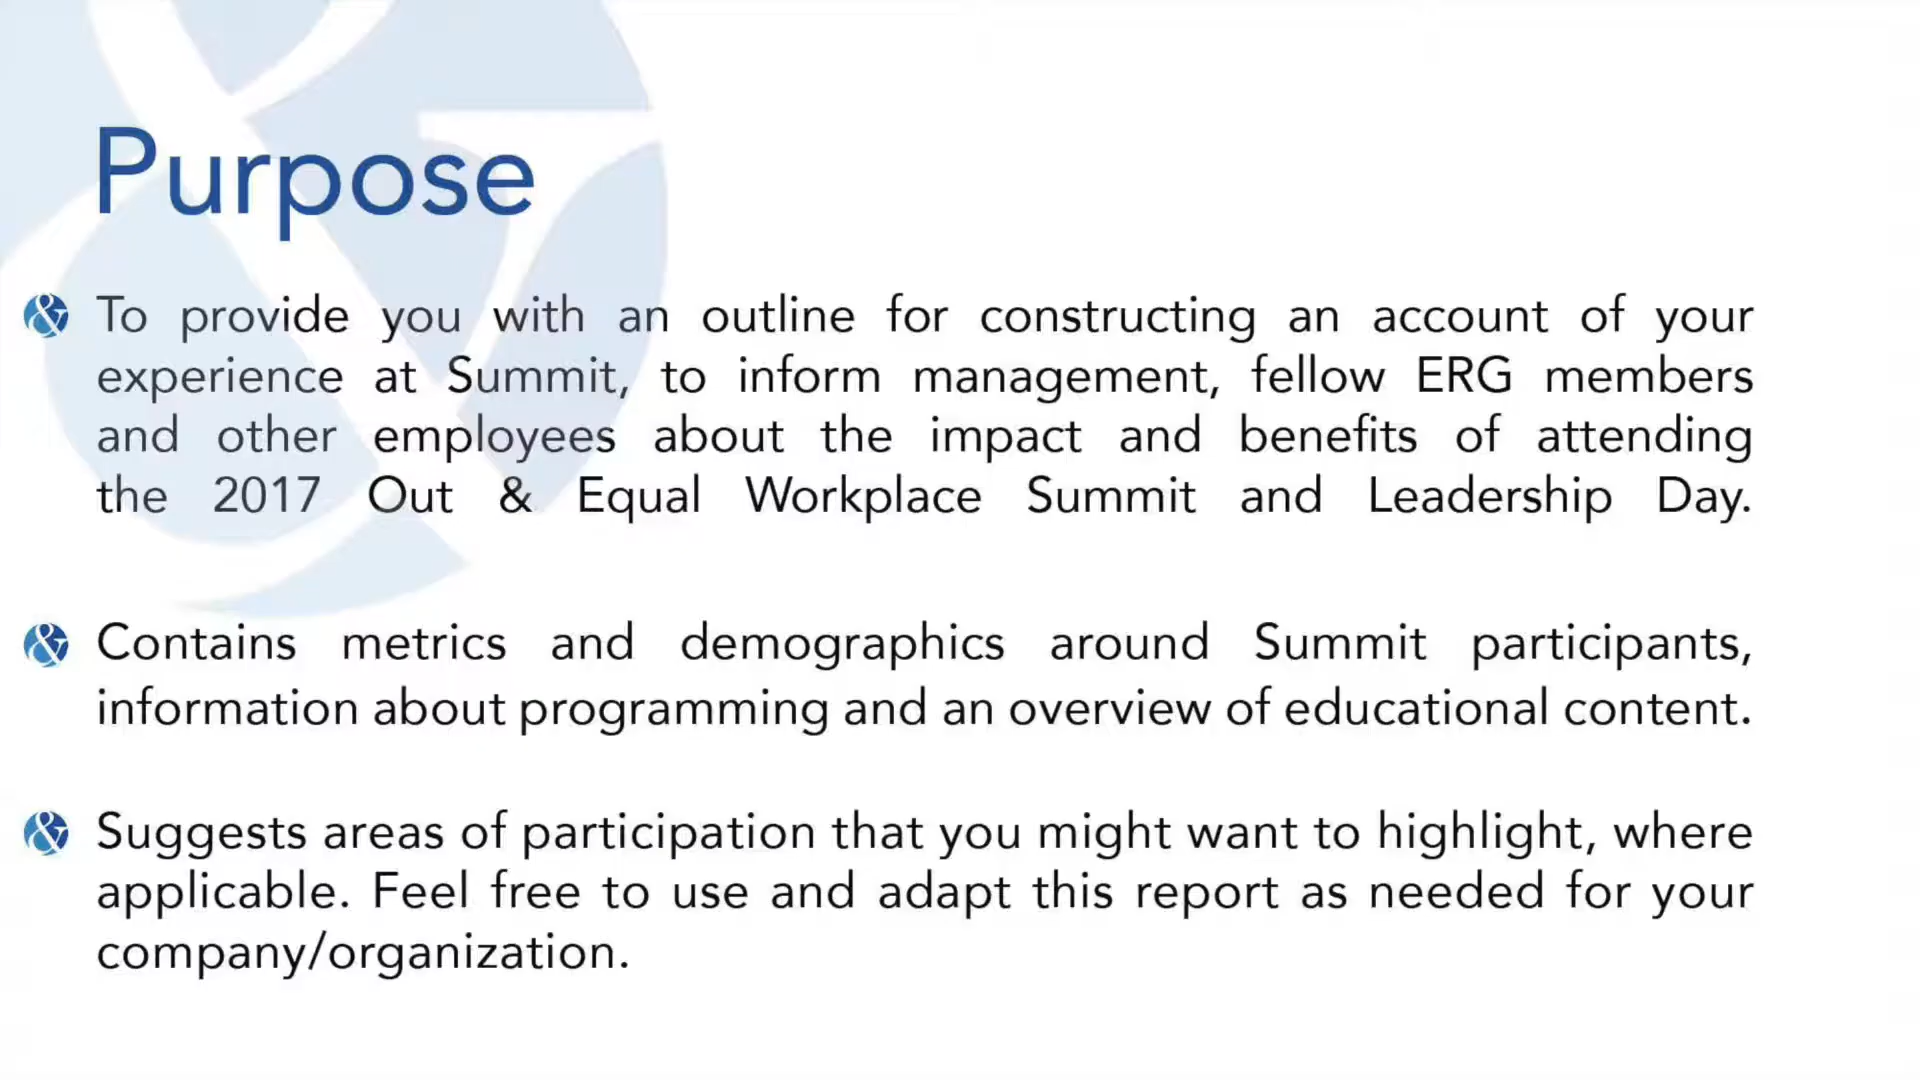 Purpose
To provide you with an outline for constructing an account of your
experience at Summit, to inform management, fellow ERG members
and other employees about the impact and benefits of attending
the 2017 Out & Equal Workplace Summit and Leadership Day.
Contains metrics and demographics around Summit participants,
information about programming and an overview of educational content.
Suggests areas of participation that you might want to highlight, where
applicable. Feel free to use and adapt this report as needed for your
company/organization.